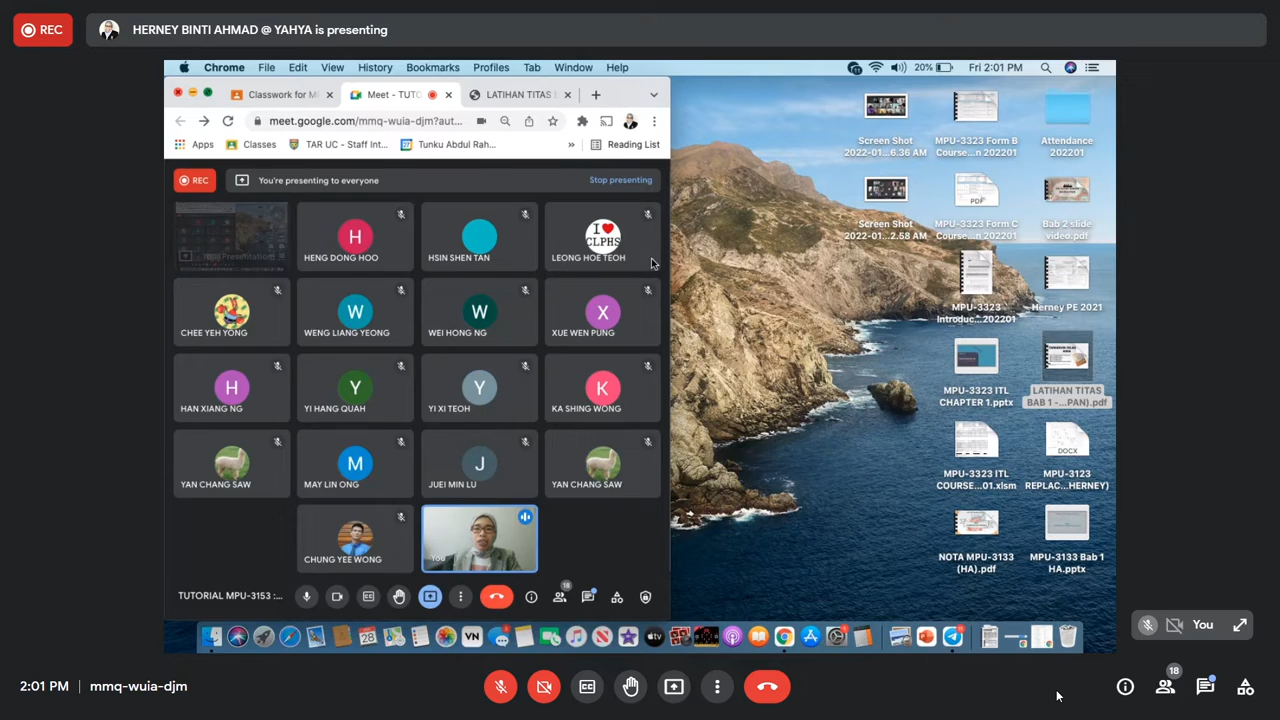 REC
HERNEY BINTI AHMAD @ YAHYA is presenting
Chrome File Edit View History Bookmarks Profiles Tab Window Help
20% Fri 2:01 PM
Classwork for M
Meet - TUTO
LATIHAN TITAS
meet.google.com/mmq-wuia-djm?aut...
Apps Classes TAR UC - Staff Int... Tunku Abdul Rah... » Reading List
REC You're presenting to everyone Stop presenting
H
HENG DONG HOO
HSIN SHEN TAN
I ♥ CLPHS
LEONG HOE TEOH
CHEE YEH YONG
W
WENG LIANG YEONG
W
WEI HONG NG
X
XUE WEN PUNG
H
HAN XIANG NG
Y
YI HANG QUAH
Y
YI XI TEOH
K
KA SHING WONG
YAN CHANG SAW
M
MAY LIN ONG
J
JUEI MIN LU
YAN CHANG SAW
CHUNG YEE WONG
You
TUTORIAL MPU-3153 :...
18
Screen Shot
2022-01...6.36 AM
MPU-3323 Form B
Course...n 202201
Attendance
202201
Screen Shot
2022-01...2.58 AM
PDF
MPU-3323 Form C
Course...n 202201
Bab 2 slide
video.pdf
MPU-3323
Introduc...202201
Herney PE 2021
MPU-3323 ITL
CHAPTER 1.pptx
LATIHAN TITAS
BAB 1 -...PAN).pdf
MPU-3323 ITL
COURSE...01.xlsm
DOCX
MPU-3123
REPLAC...HERNEY)
NOTA MPU-3133
(HA).pdf
MPU-3133 Bab 1
HA.pptx
28
VN
You
2:01 PM | mmq-wuia-djm
18